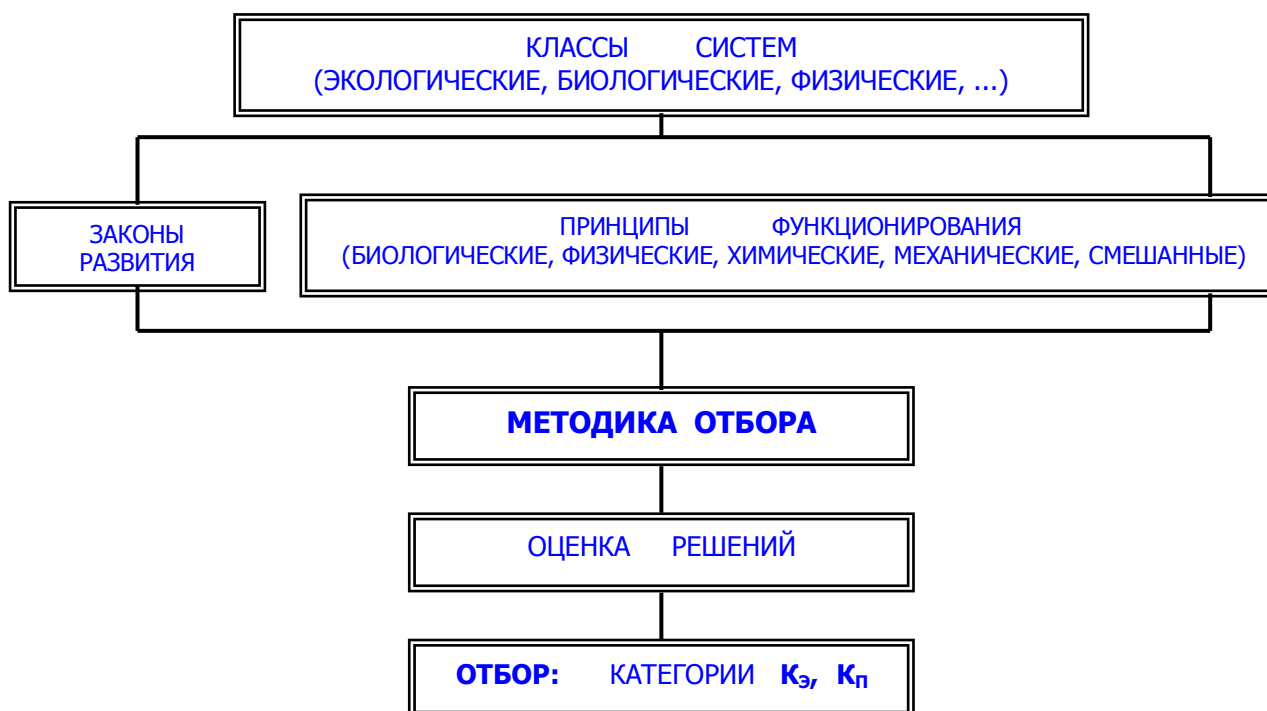 КЛАССЫ СИСТЕМ
(ЭКОЛОГИЧЕСКИЕ, БИОЛОГИЧЕСКИЕ, ФИЗИЧЕСКИЕ, ...)
ЗАКОНЫ
РАЗВИТИЯ
ПРИНЦИПЫ ФУНКЦИОНИРОВАНИЯ
(БИОЛОГИЧЕСКИЕ, ФИЗИЧЕСКИЕ, ХИМИЧЕСКИЕ, МЕХАНИЧЕСКИЕ, СМЕШАННЫЕ)
МЕТОДИКА ОТБОРА
ОЦЕНКА РЕШЕНИЙ
ОТБОР: КАТЕГОРИИ КЭ, КП